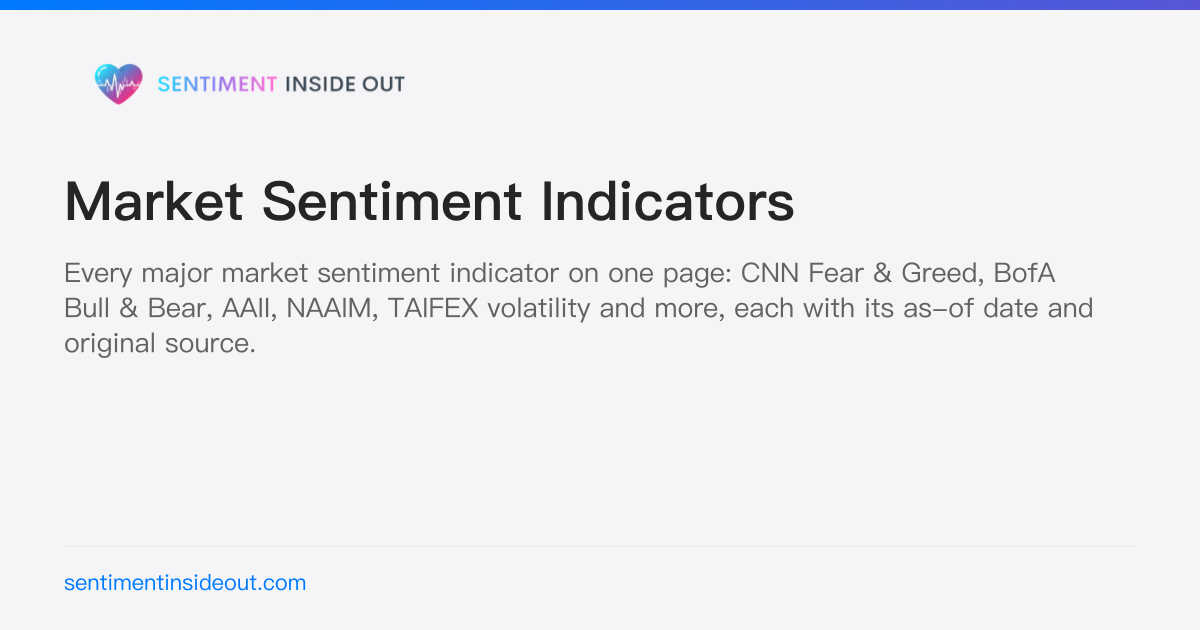 SENTIMENT INSIDE OUT
Market Sentiment Indicators
Every major market sentiment indicator on one page: CNN Fear & Greed, BofA
Bull & Bear, AAII, NAAIM, TAIFEX volatility and more, each with its as-of date and
original source.
sentimentinsideout.com